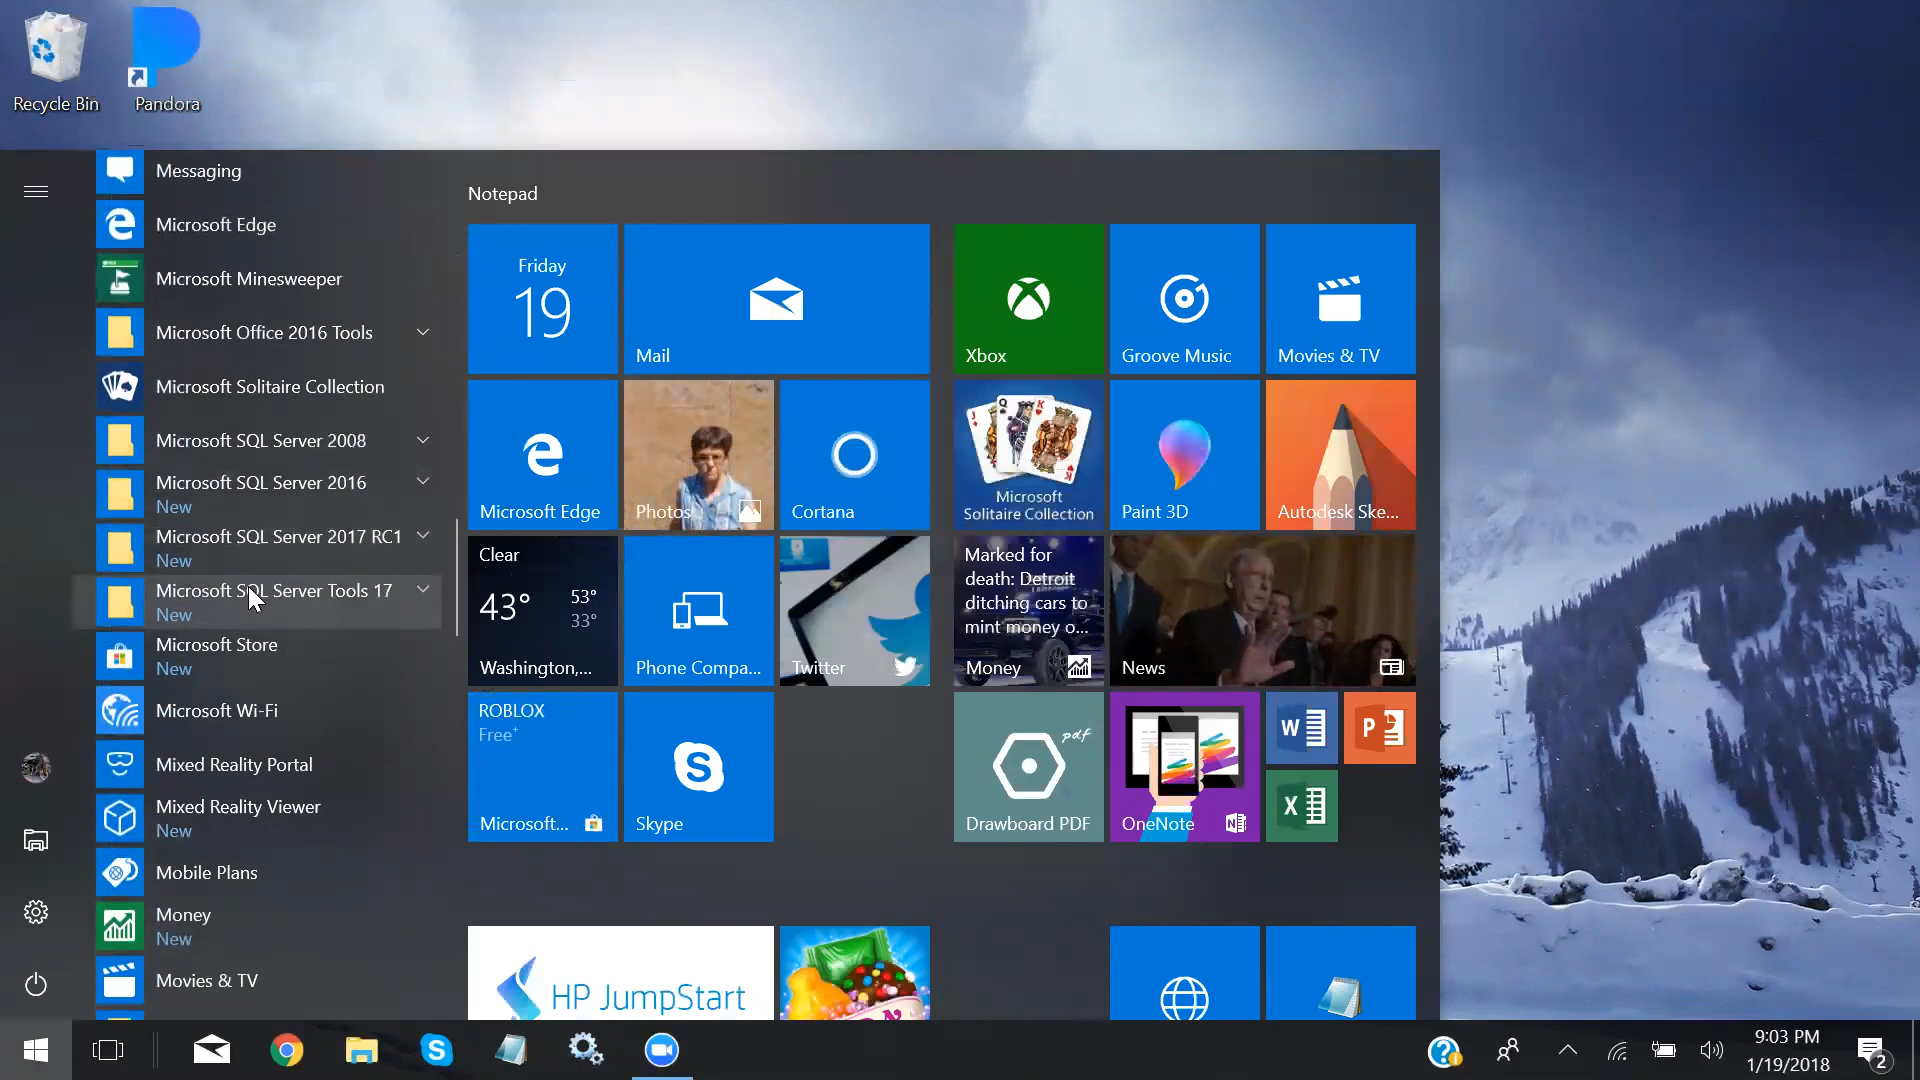 Recycle Bin
Pandora
Messaging
Microsoft Edge
Microsoft Minesweeper
Microsoft Office 2016 Tools
Microsoft Solitaire Collection
Microsoft SQL Server 2008
Microsoft SQL Server 2016
New
Microsoft SQL Server 2017 RC1
New
Microsoft SQL Server Tools 17
New
Microsoft Store
New
Microsoft Wi-Fi
Mixed Reality Portal
Mixed Reality Viewer
New
Mobile Plans
Money
New
Movies & TV
Notepad
Friday
19
Mail
Xbox
Groove Music
Movies & TV
Microsoft Edge
Photos
Cortana
Microsoft
Solitaire Collection
Paint 3D
Autodesk Ske...
Clear
43°
53°
33°
Washington,...
Phone Compa...
Twitter
Marked for
death: Detroit
ditching cars to
mint money o...
Money
News
ROBLOX
Free+
Microsoft...
Skype
pdf
Drawboard PDF
OneNote
HP JumpStart
9:03 PM
1/19/2018
2